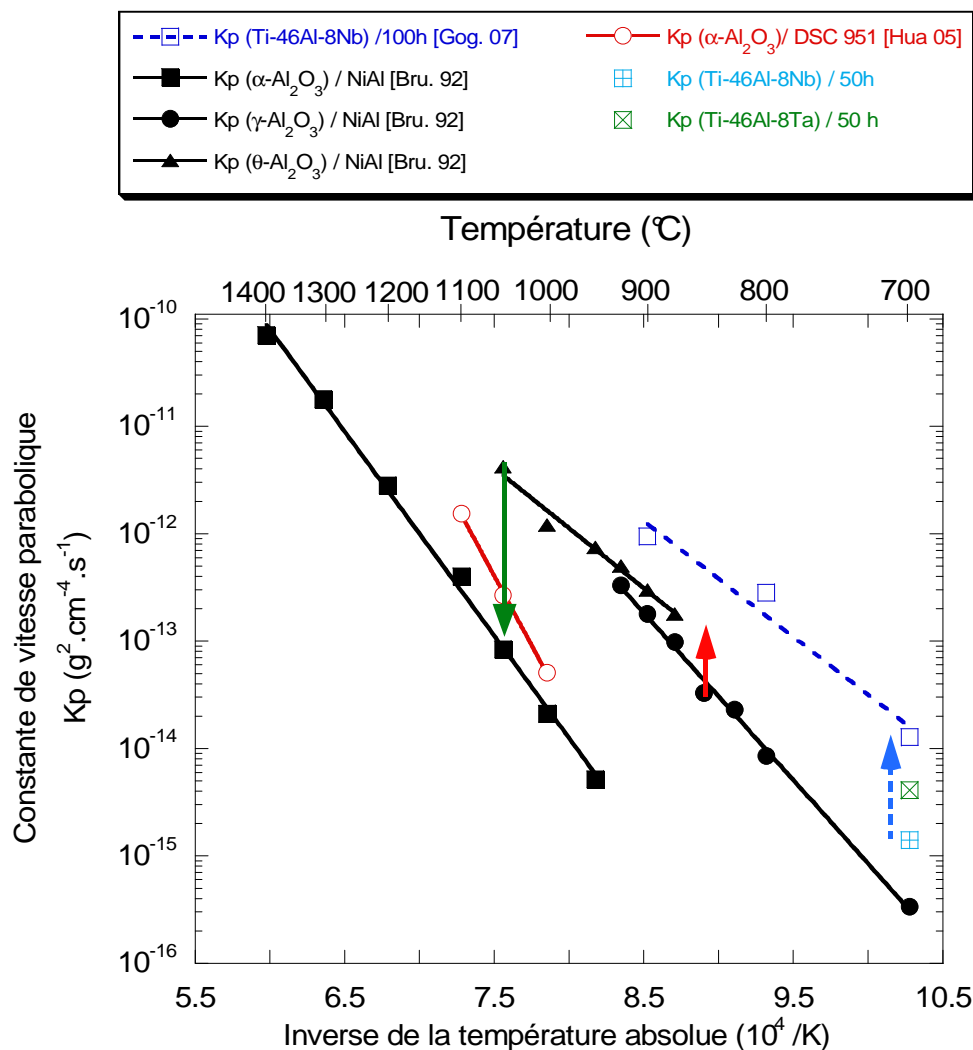 Kp (Ti-46Al-8Nb) /100h [Gog. 07]
Kp (α-Al₂O₃) / NiAl [Bru. 92]
Kp (γ-Al₂O₃) / NiAl [Bru. 92]
Kp (θ-Al₂O₃) / NiAl [Bru. 92]
Kp (α-Al₂O₃)/ DSC 951 [Hua 05]
Kp (Ti-46Al-8Nb) / 50h
Kp (Ti-46Al-8Ta) / 50 h
Température (°C)
1400 1300 1200 1100 1000 900 800 700
10⁻¹⁰
10⁻¹¹
10⁻¹²
10⁻¹³
10⁻¹⁴
10⁻¹⁵
10⁻¹⁶
Constante de vitesse parabolique
Kp (g².cm⁻⁴.s⁻¹)
5.5 7.5 8.5 9.5 10.5
Inverse de la température absolue (10⁴ /K)